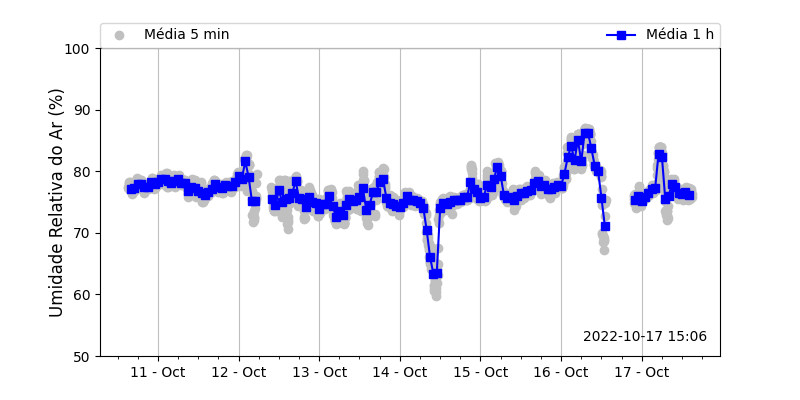 Média 5 min
Média 1 h
Umidade Relativa do Ar (%)
100
90
80
70
60
50
2022-10-17 15:06
11 - Oct
12 - Oct
13 - Oct
14 - Oct
15 - Oct
16 - Oct
17 - Oct